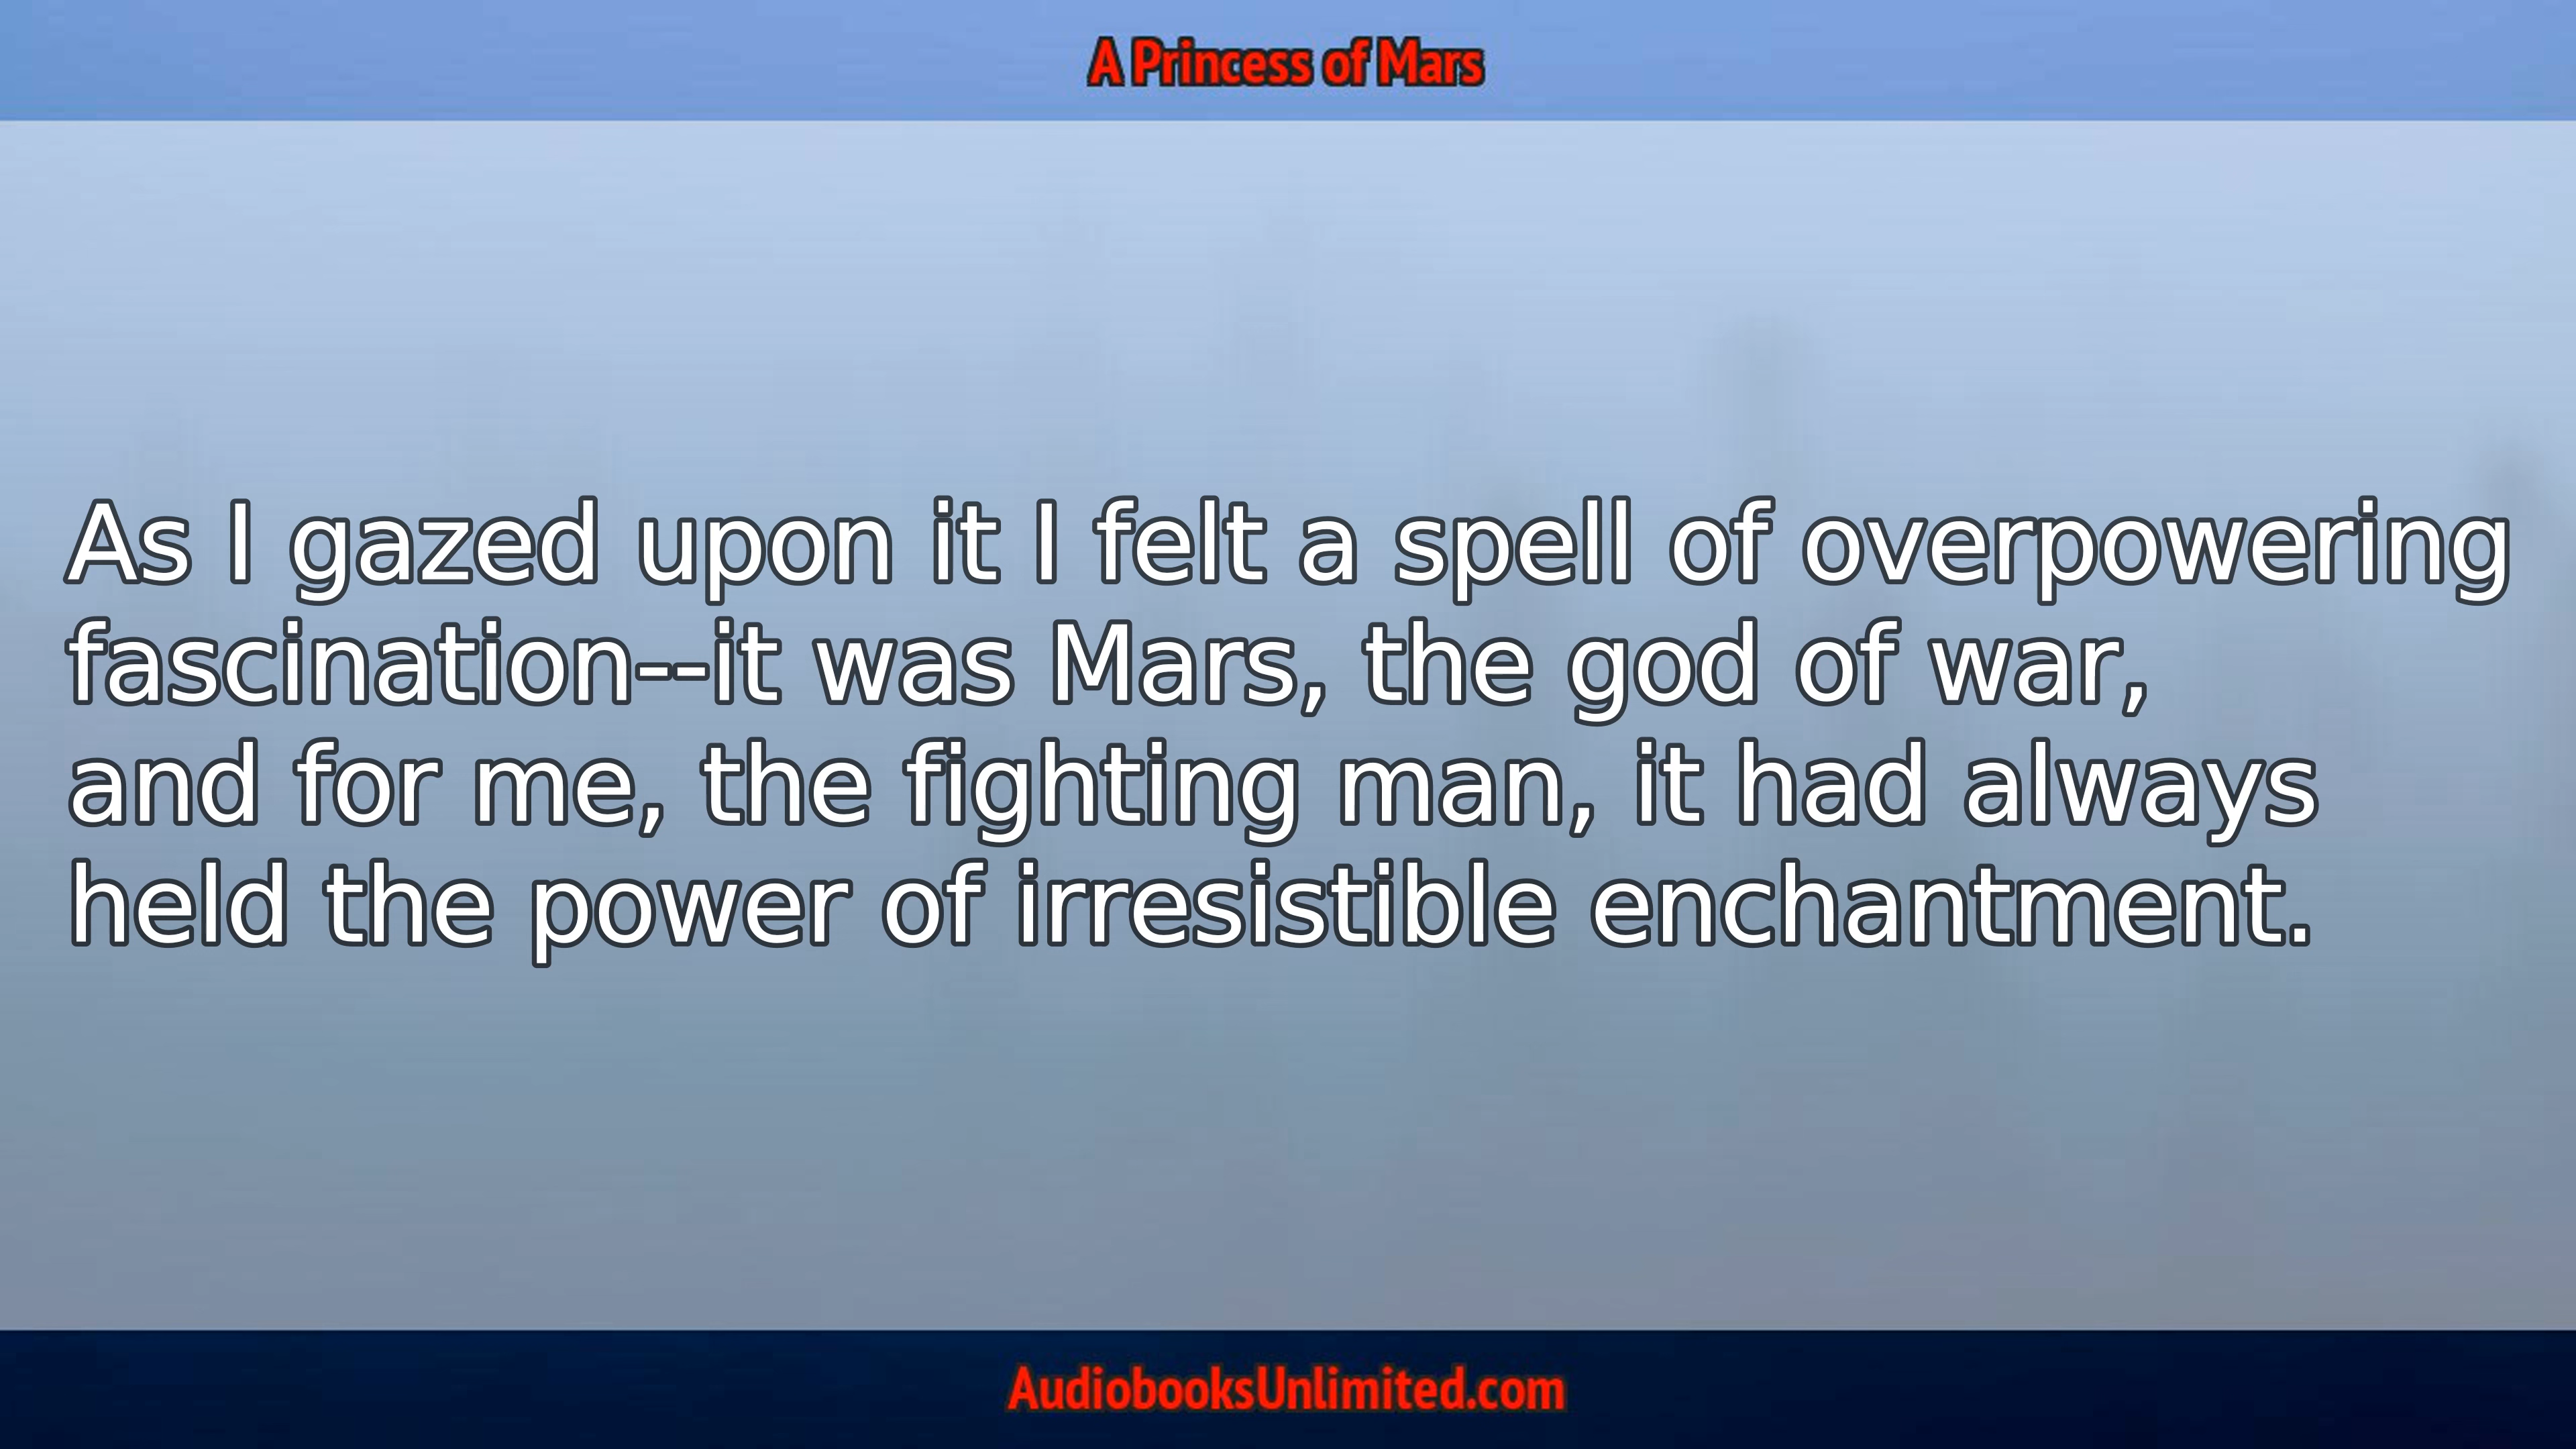 A Princess of Mars
As I gazed upon it I felt a spell of overpowering
fascination--it was Mars, the god of war,
and for me, the fighting man, it had always
held the power of irresistible enchantment.
AudiobooksUnlimited.com